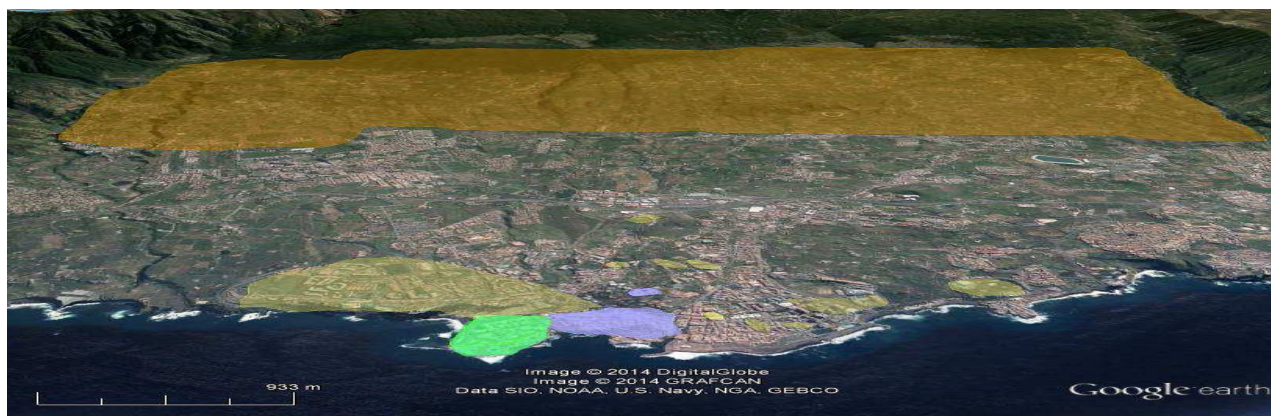 Image © 2014 DigitalGlobe
Image © 2014 GRAFCAN
Data SIO, NOAA, U.S. Navy, NGA, GEBCO
933 m
Google earth